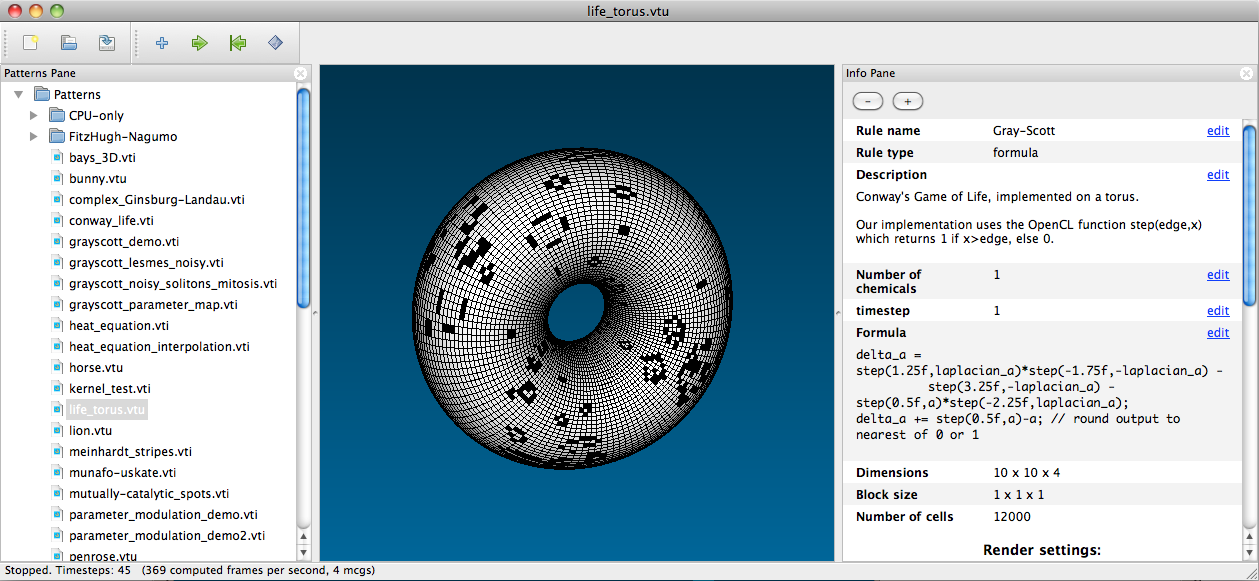 life_torus.vtu
Patterns Pane
Patterns
CPU-only
FitzHugh-Nagumo
bays_3D.vti
bunny.vtu
complex_Ginsburg-Landau.vti
conway_life.vti
grayscott_demo.vti
grayscott_lesmes_noisy.vti
grayscott_noisy_solitons_mitosis.vti
grayscott_parameter_map.vti
heat_equation.vti
heat_equation_interpolation.vti
horse.vtu
kernel_test.vti
life_torus.vtu
lion.vtu
meinhardt_stripes.vti
munafo-uskate.vti
mutually-catalytic_spots.vti
parameter_modulation_demo.vti
parameter_modulation_demo2.vti
penrose.vtu
Info Pane
- +
Rule name Gray-Scott edit
Rule type formula
Description edit
Conway's Game of Life, implemented on a torus.
Our implementation uses the OpenCL function step(edge,x)
which returns 1 if x>edge, else 0.
Number of 1 edit
chemicals
timestep 1 edit
Formula edit
delta_a =
step(1.25f,laplacian_a)*step(-1.75f,-laplacian_a) -
step(3.25f,-laplacian_a) -
step(0.5f,a)*step(-2.25f,laplacian_a);
delta_a += step(0.5f,a)-a; // round output to
nearest of 0 or 1
Dimensions 10 x 10 x 4
Block size 1 x 1 x 1
Number of cells 12000
Render settings:
Stopped. Timesteps: 45 (369 computed frames per second, 4 mcgs)